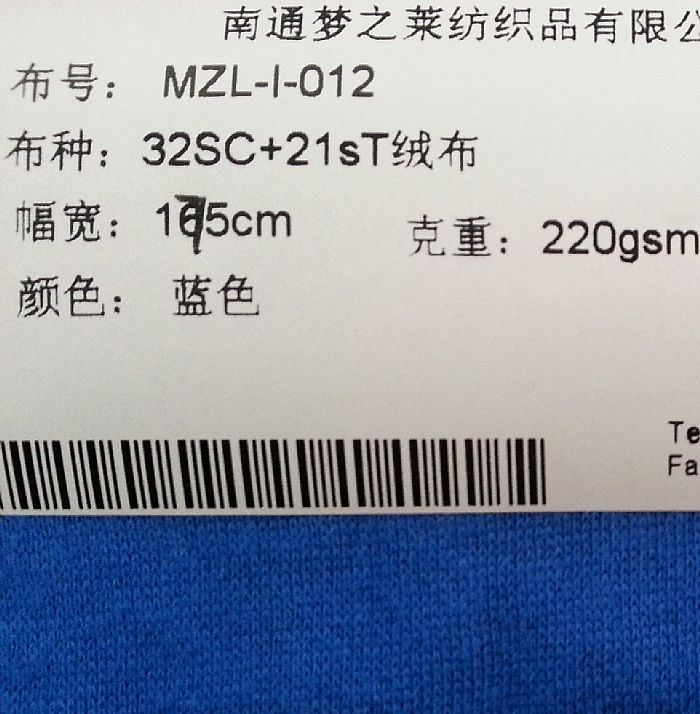 南通梦之莱纺织品有限公
布号： MZL-I-012
布种：32SC+21sT绒布
幅宽：175cm 克重：220gsm
颜色： 蓝色
Te
Fa